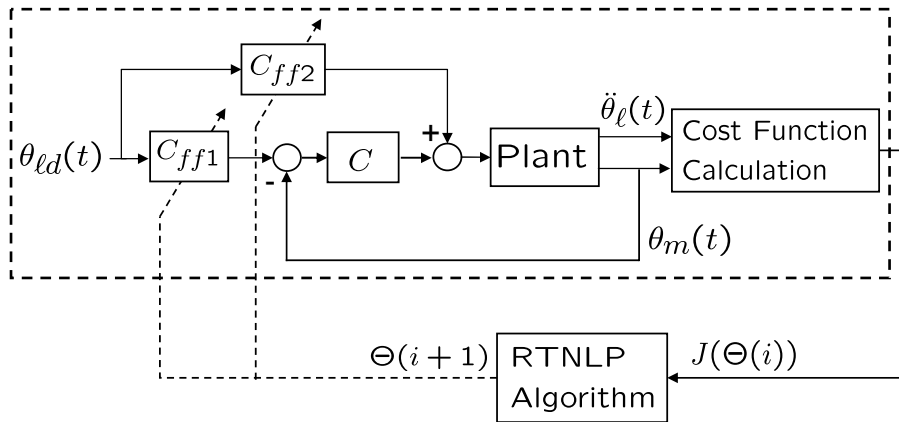 C_{ff2}
θ_{ℓd}(t)
C_{ff1}
-
C
+
Plant
θ̈_ℓ(t)
Cost Function
Calculation
θ_m(t)
Θ(i + 1)
RTNLP
Algorithm
J(Θ(i))